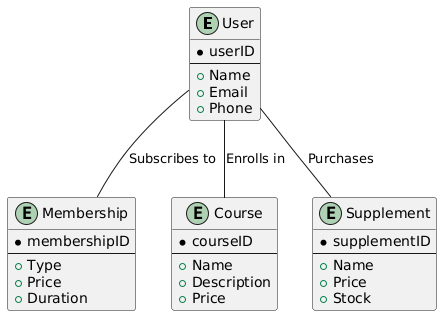 E User
* userID
+ Name
+ Email
+ Phone
Subscribes to
Enrolls in
Purchases
E Membership
* membershipID
+ Type
+ Price
+ Duration
E Course
* courseID
+ Name
+ Description
+ Price
E Supplement
* supplementID
+ Name
+ Price
+ Stock